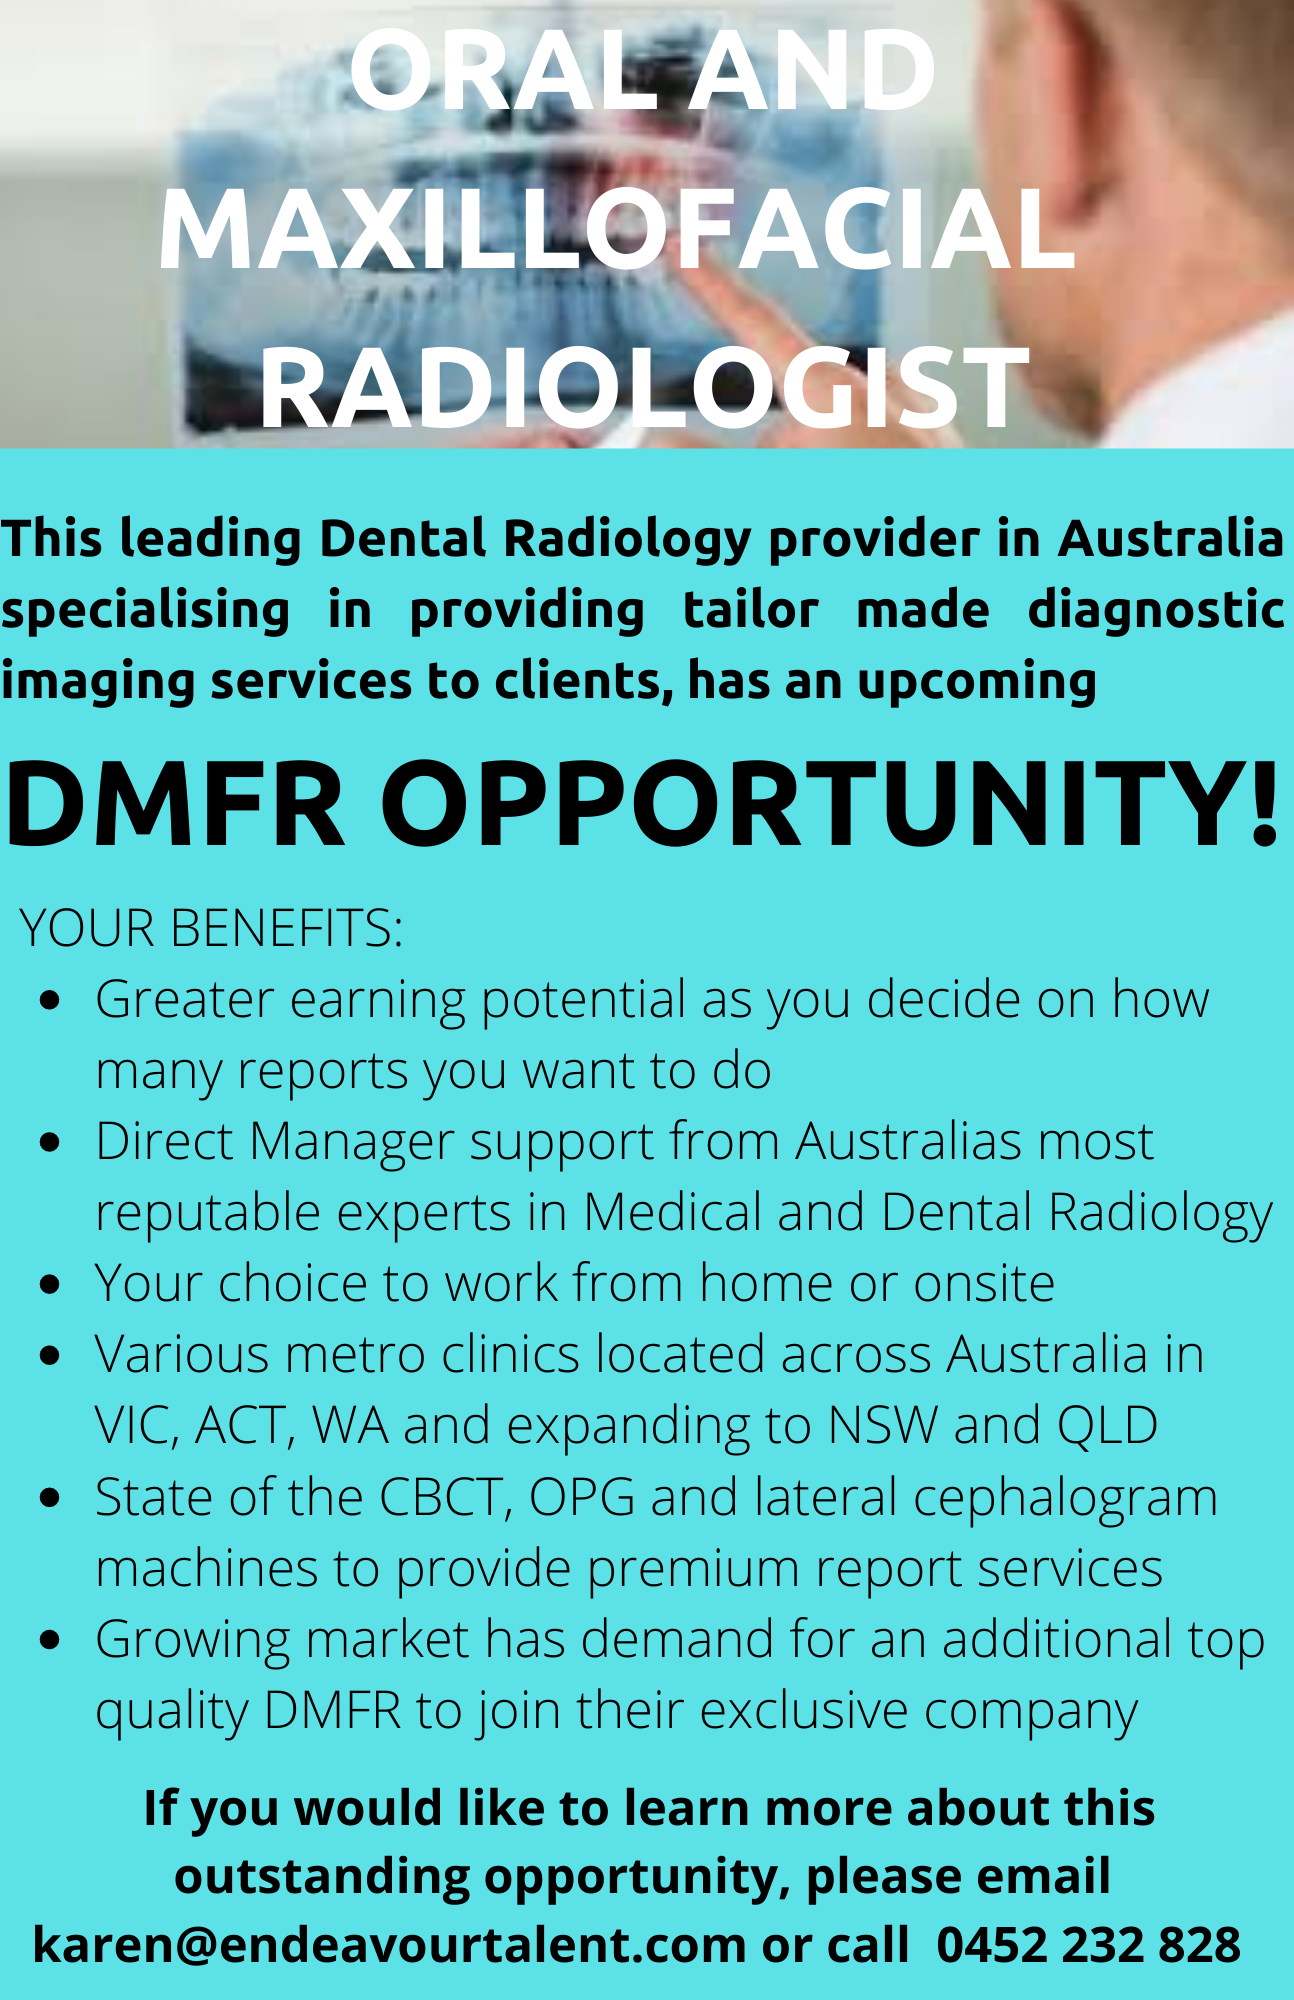 ORAL AND
MAXILLOFACIAL
RADIOLOGIST
This leading Dental Radiology provider in Australia
specialising in providing tailor made diagnostic
imaging services to clients, has an upcoming
DMFR OPPORTUNITY!
YOUR BENEFITS:
• Greater earning potential as you decide on how
many reports you want to do
• Direct Manager support from Australias most
reputable experts in Medical and Dental Radiology
• Your choice to work from home or onsite
• Various metro clinics located across Australia in
VIC, ACT, WA and expanding to NSW and QLD
• State of the CBCT, OPG and lateral cephalogram
machines to provide premium report services
• Growing market has demand for an additional top
quality DMFR to join their exclusive company
If you would like to learn more about this
outstanding opportunity, please email
karen@endeavourtalent.com or call 0452 232 828